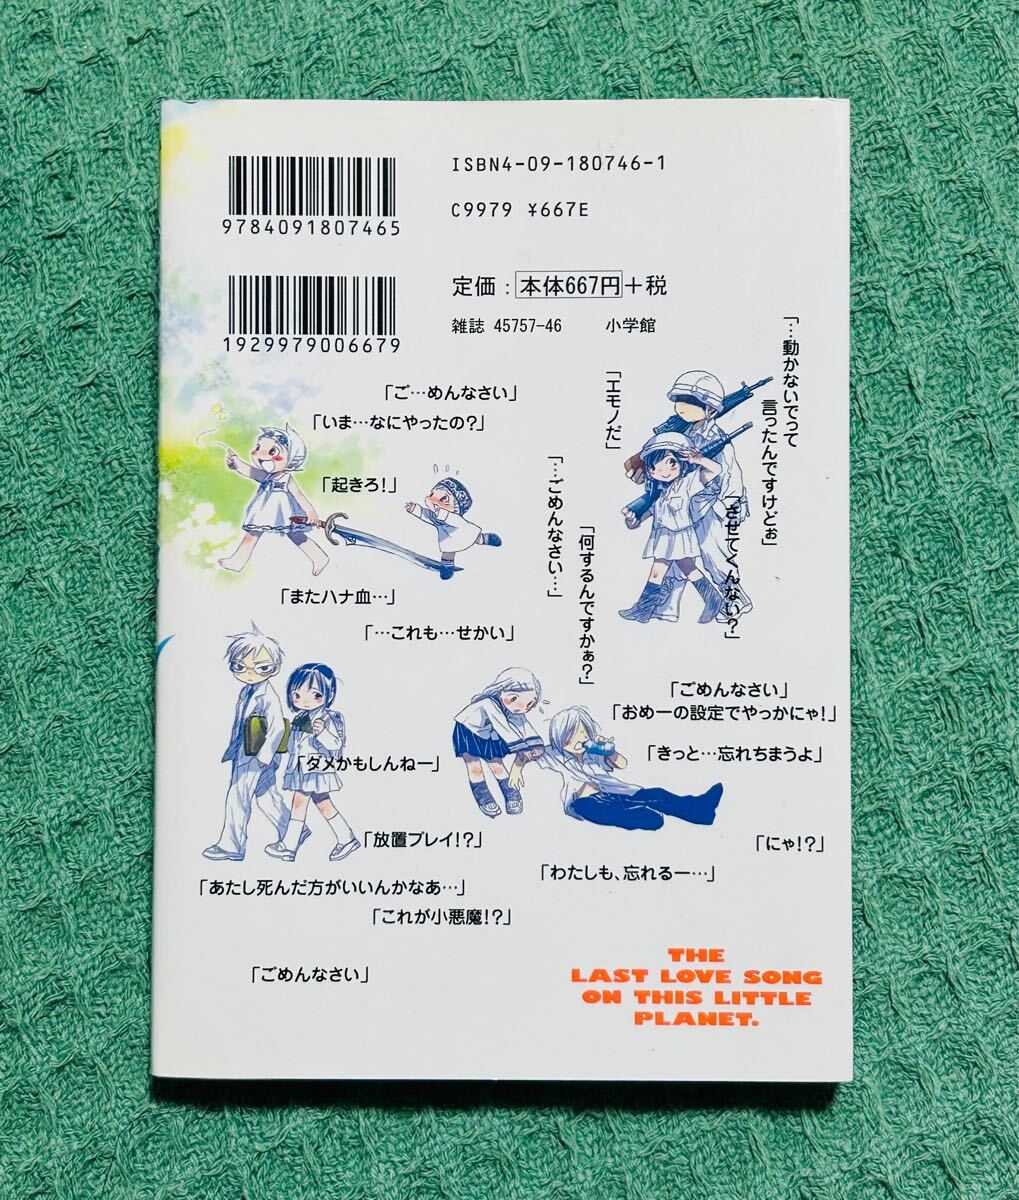 ISBN4-09-180746-1
9784091807465
C9979 ¥667E
定価：本体667円+税
1929979006679
雑誌 45757-46 小学館
「…動かないでって
言ったんですけどぉ」
「エモノだ」
「させてくんない？」
「ご…めんなさい」
「いま…なにやったの？」
「起きろ！」
「…ごめんなさい…」
「何するんですかぁ？」
「またハナ血…」
「…これも…せかい」
「ごめんなさい」
「おめーの設定でやっかにゃ！」
「きっと…忘れちまうよ」
「ダメかもしんねー」
「放置プレイ！？」
「にゃ！？」
「わたしも、忘れるー…」
「あたし死んだ方がいいんかなあ…」
「これが小悪魔！？」
「ごめんなさい」
THE
LAST LOVE SONG
ON THIS LITTLE
PLANET.